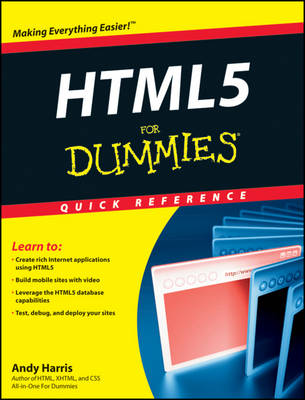 Making Everything Easier!™
HTML5
FOR
DUMMIES®
QUICK REFERENCE
Learn to:
• Create rich Internet applications
using HTML5
• Build mobile sites with video
• Leverage the HTML5 database
capabilities
• Test, debug, and deploy your sites
http://www
Andy Harris
Author of HTML, XHTML, and CSS
All-in-One For Dummies